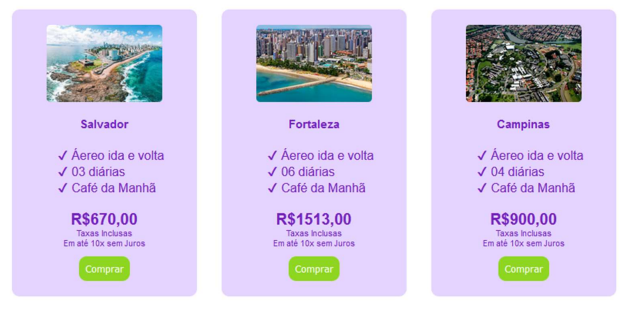 Salvador
✓ Áereo ida e volta
✓ 03 diárias
✓ Café da Manhã
R$670,00
Taxas Inclusas
Em até 10x sem Juros
Comprar
Fortaleza
✓ Áereo ida e volta
✓ 06 diárias
✓ Café da Manhã
R$1513,00
Taxas Inclusas
Em até 10x sem Juros
Comprar
Campinas
✓ Áereo ida e volta
✓ 04 diárias
✓ Café da Manhã
R$900,00
Taxas Inclusas
Em até 10x sem Juros
Comprar